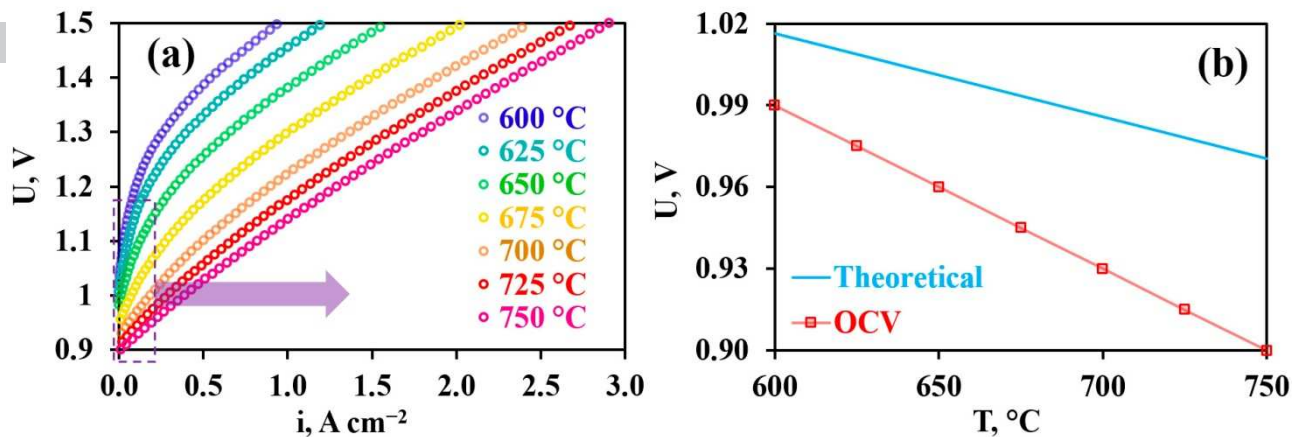 (a)
U, V
1.5
1.4
1.3
1.2
1.1
1
0.9
600 °C
625 °C
650 °C
675 °C
700 °C
725 °C
750 °C
0.0 0.5 1.0 1.5 2.0 2.5 3.0
i, A cm⁻²
(b)
U, V
1.02
0.99
0.96
0.93
0.90
Theoretical
OCV
600 650 700 750
T, °C